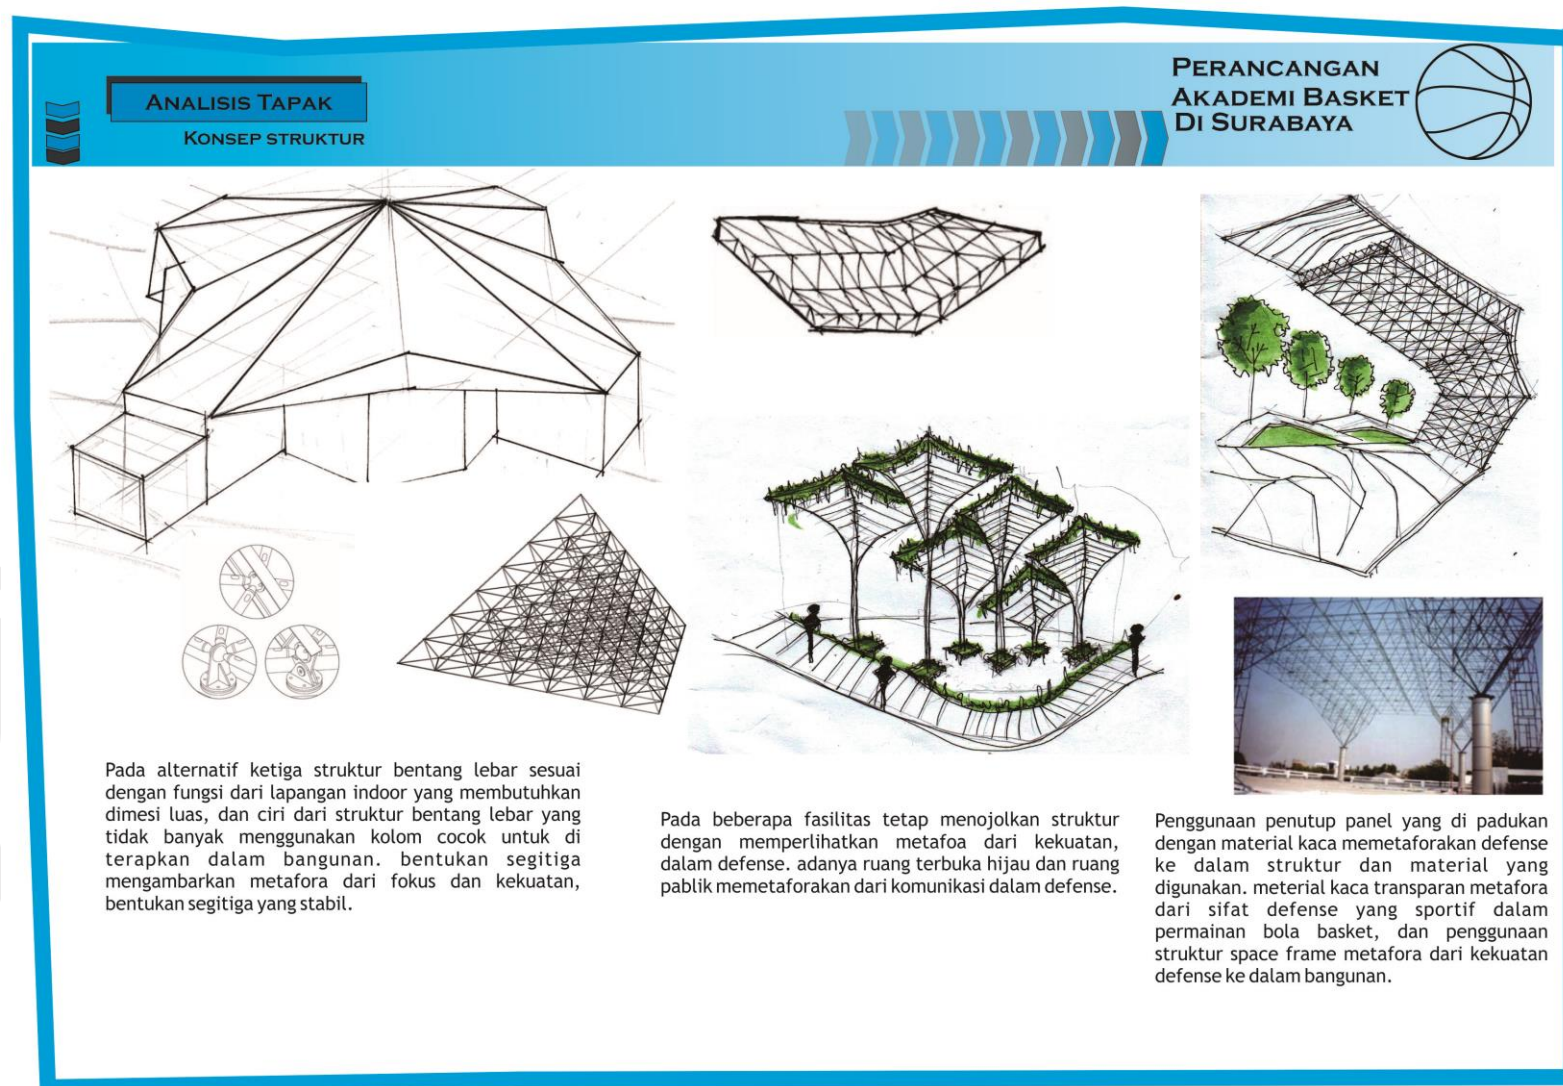 ANALISIS TAPAK
KONSEP STRUKTUR
PERANCANGAN
AKADEMI BASKET
DI SURABAYA
Pada alternatif ketiga struktur bentang lebar sesuai
dengan fungsi dari lapangan indoor yang membutuhkan
dimesi luas, dan ciri dari struktur bentang lebar yang
tidak banyak menggunakan kolom cocok untuk di
terapkan dalam bangunan. bentukan segitiga
mengambarkan metafora dari fokus dan kekuatan,
bentukan segitiga yang stabil.
Pada beberapa fasilitas tetap menojolkan struktur
dengan memperlihatkan metafoa dari kekuatan,
dalam defense. adanya ruang terbuka hijau dan ruang
pablik memetaforakan dari komunikasi dalam defense.
Penggunaan penutup panel yang di padukan
dengan material kaca memetaforakan defense
ke dalam struktur dan material yang
digunakan. meterial kaca transparan metafora
dari sifat defense yang sportif dalam
permainan bola basket, dan penggunaan
struktur space frame metafora dari kekuatan
defense ke dalam bangunan.